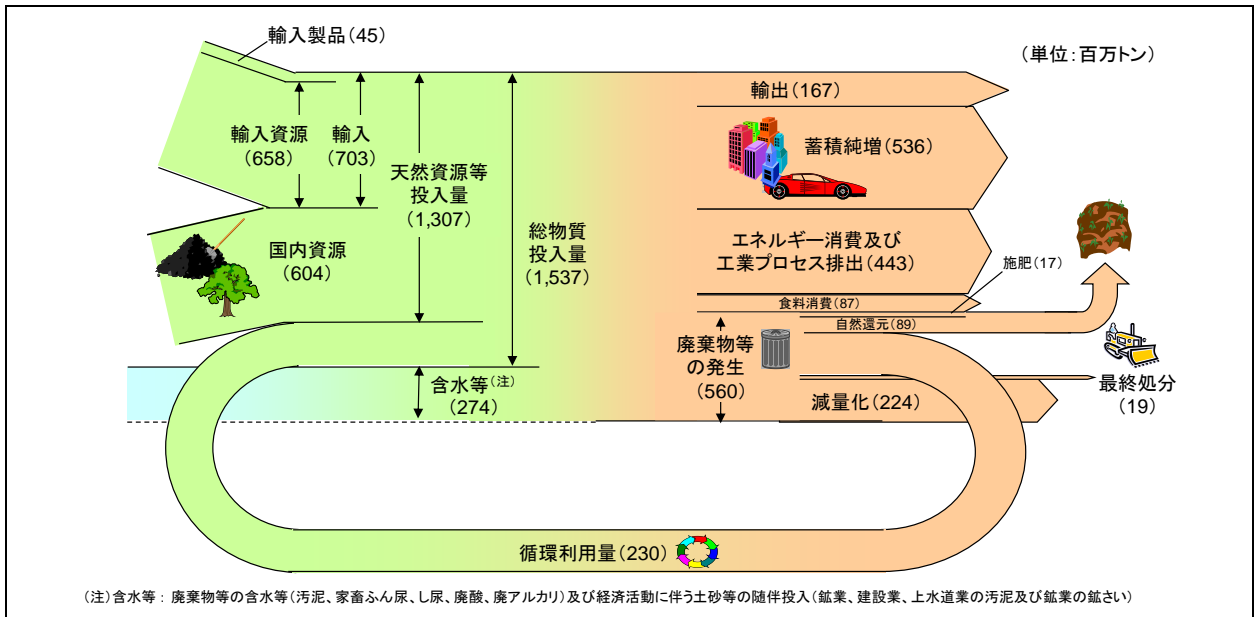 輸入製品(45)
(単位:百万トン)
輸入資源
(658)
輸入
(703)
天然資源等
投入量
(1,307)
総物質
投入量
(1,537)
国内資源
(604)
含水等(注)
(274)
輸出(167)
蓄積純増(536)
エネルギー消費及び
工業プロセス排出(443)
施肥(17)
食料消費(87)
自然還元(89)
廃棄物等
の発生
(560)
減量化(224)
最終処分
(19)
循環利用量(230)
(注)含水等: 廃棄物等の含水等(汚泥、家畜ふん尿、し尿、廃酸、廃アルカリ)及び経済活動に伴う土砂等の随伴投入(鉱業、建設業、上水道業の汚泥及び鉱業の鉱さい)